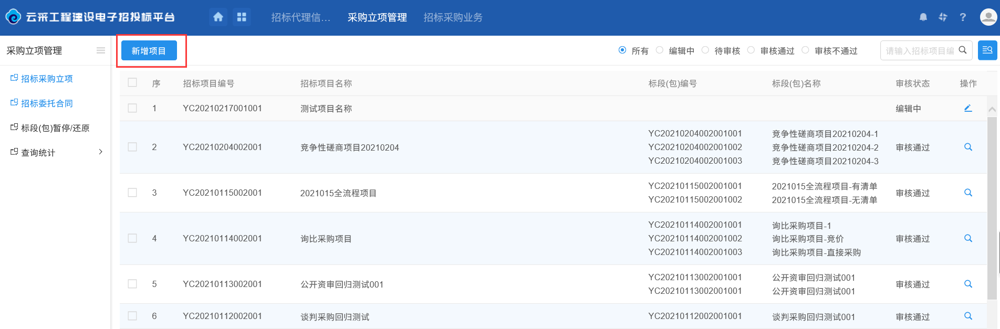 云采工程建设电子招投标平台
招标代理信... 采购立项管理 招标采购业务
采购立项管理
招标采购立项
招标委托合同
标段(包)暂停/还原
查询统计
新增项目
所有 编辑中 待审核 审核通过 审核不通过
请输入招标项目编
序 招标项目编号 招标项目名称 标段(包)编号 标段(包)名称 审核状态 操作
1 YC20210217001001 测试项目名称 编辑中
2 YC20210204002001 竞争性磋商项目20210204 审核通过
YC20210204002001001 竞争性磋商项目20210204-1
YC20210204002001002 竞争性磋商项目20210204-2
YC20210204002001003 竞争性磋商项目20210204-3
3 YC20210115002001 2021015全流程项目 审核通过
YC20210115002001001 2021015全流程项目-有清单
YC20210115002001002 2021015全流程项目-无清单
4 YC20210114002001 询比采购项目 审核通过
YC20210114002001001 询比采购项目-1
YC20210114002001002 询比采购项目-竞价
YC20210114002001003 询比采购项目-直接采购
5 YC20210113002001 公开资审回归测试001 审核通过
YC20210113002001001 公开资审回归测试001
YC20210113002001001 公开资审回归测试001
6 YC20210112002001 谈判采购回归测试 YC20210112002001001 谈判采购回归测试001 审核通过